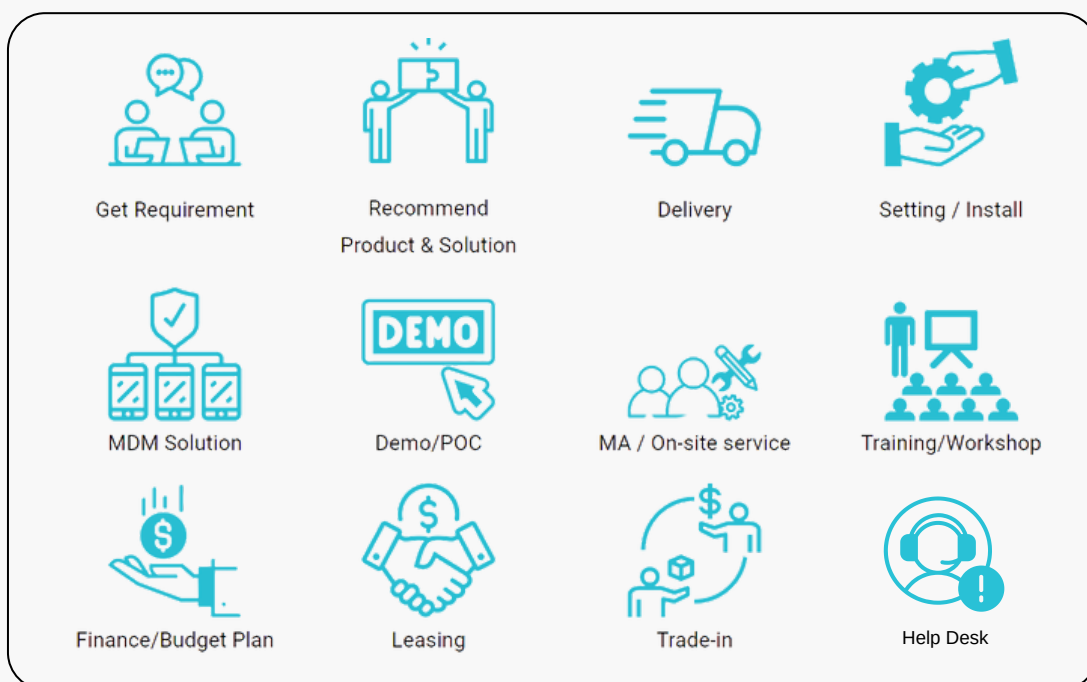 Get Requirement
Recommend
Product & Solution
Delivery
Setting / Install
MDM Solution
DEMO
Demo/POC
MA / On-site service
Training/Workshop
$
Finance/Budget Plan
$
Leasing
$
Trade-in
!
Help Desk